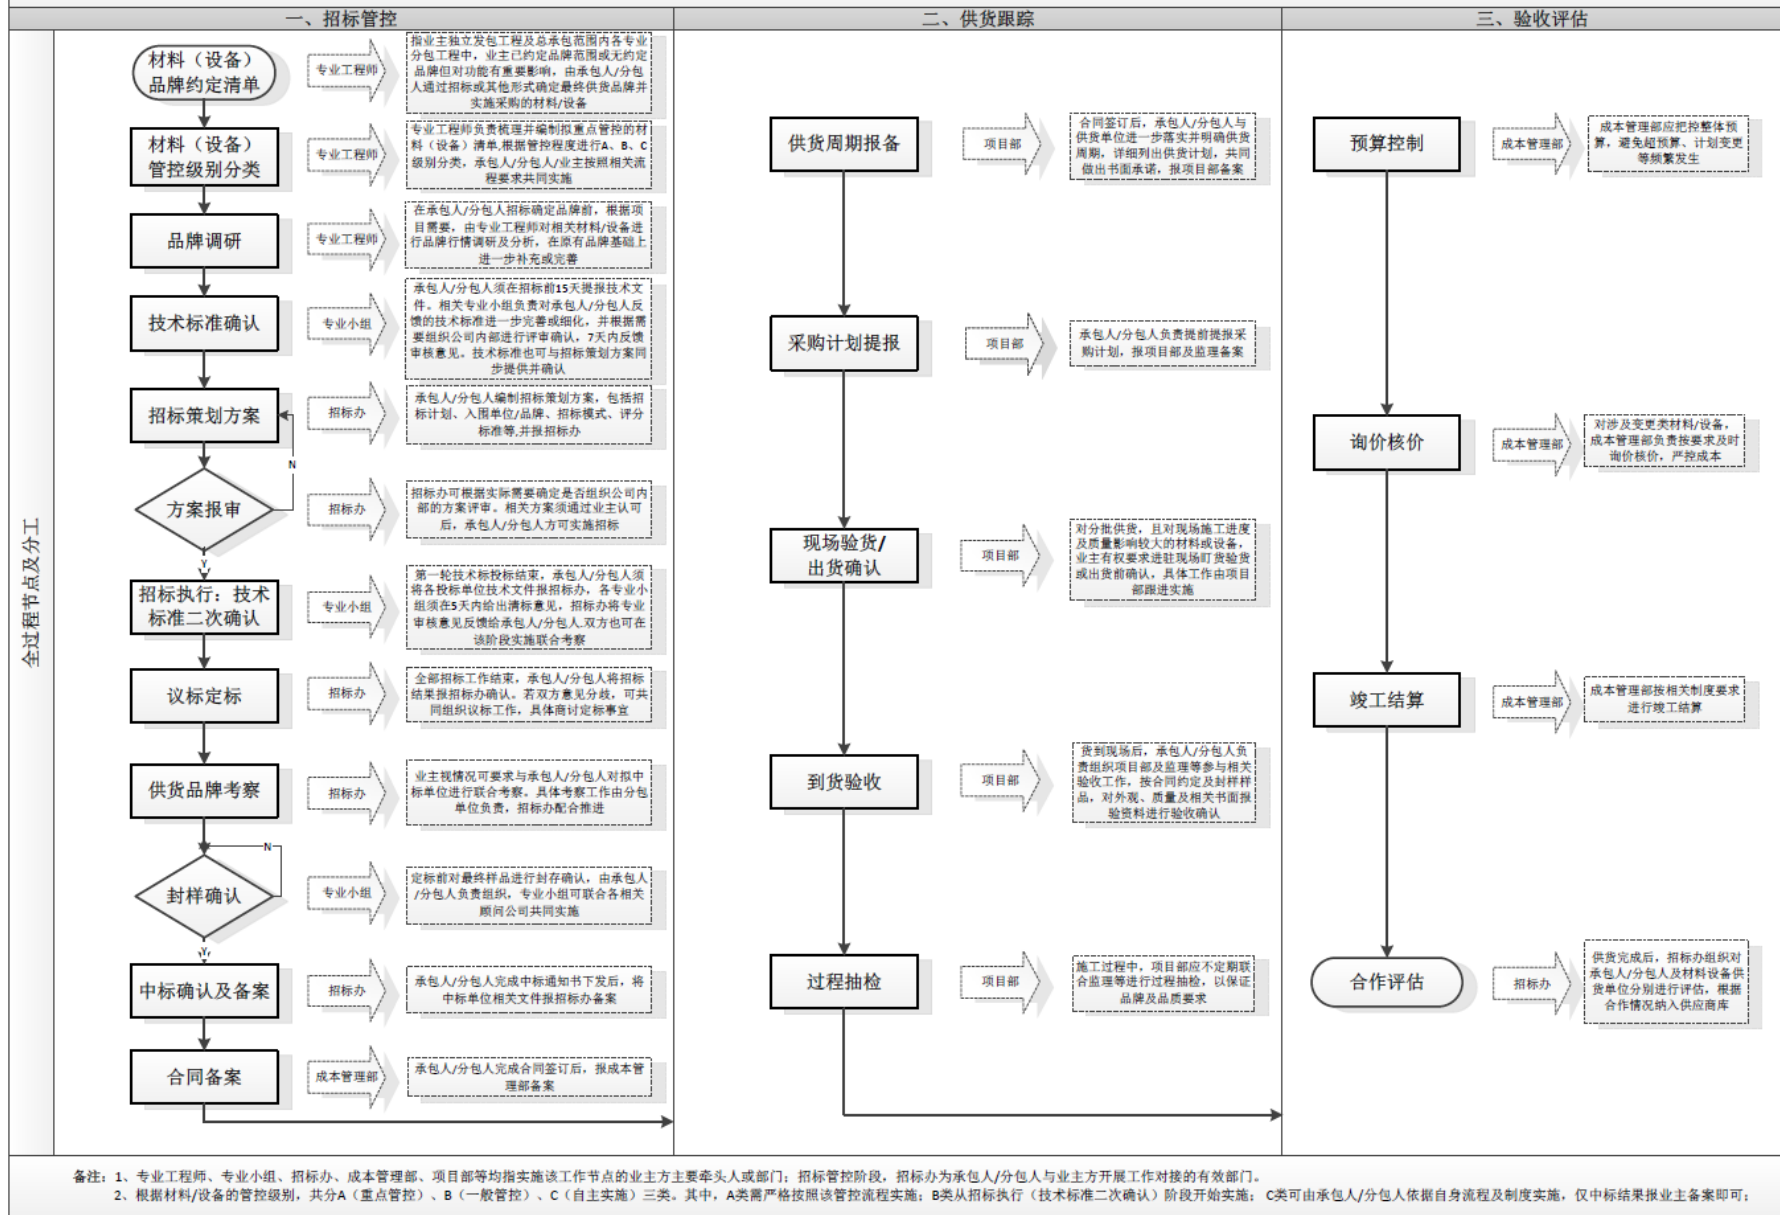 一、招标管控
二、供货跟踪
三、验收评估
全过程节点及分工
材料（设备）
品牌约定清单
专业工程师
指业主独立发包工程及总承包范围内各专业
分包工程中，业主已约定品牌范围或无约定
品牌但对功能有重要影响，由承包人/分包
人通过招标或其他形式确定最终供货品牌并
实施采购的材料/设备
材料（设备）
管控级别分类
专业工程师
专业工程师负责梳理并编制拟重点管控的材
料（设备）清单,根据管控程度进行A、B、C
级别分类，承包人/分包人/业主按照相关流
程要求共同实施
品牌调研
专业工程师
在承包人/分包人招标确定品牌前，根据项
目需要，由专业工程师对相关材料/设备进
行品牌行情调研及分析，在原有品牌基础上
进一步补充或完善
技术标准确认
专业小组
承包人/分包人须在招标前15天提报技术文
件。相关专业小组负责对承包人/分包人反
馈的技术标准进一步完善或细化，并根据需
要组织公司内部进行评审确认，7天内反馈
审核意见。技术标准也可与招标策划方案同
步提供并确认
招标策划方案
招标办
承包人/分包人编制招标策划方案，包括招
标计划、入围单位/品牌、招标模式、评分
标准等,并报招标办
N
方案报审
招标办
招标办可根据实际需要确定是否组织公司内
部的方案评审。相关方案须通过业主认可
后，承包人/分包人方可实施招标
Y
招标执行：技术
标准二次确认
专业小组
第一轮技术标投标结束，承包人/分包人须
将各投标单位技术文件报招标办，各专业小
组须在5天内给出清标意见，招标办将专业
审核意见反馈给承包人/分包人.双方也可在
该阶段实施联合考察
议标定标
招标办
全部招标工作结束，承包人/分包人将招标
结果报招标办确认。若双方意见分歧，可共
同组织议标工作，具体商讨定标事宜
供货品牌考察
招标办
业主视情况可要求与承包人/分包人对拟中
标单位进行联合考察。具体考察工作由分包
单位负责，招标办配合推进
N
封样确认
专业小组
定标前对最终样品进行封存确认，由承包人
/分包人负责组织，专业小组可联合各相关
顾问公司共同实施
Y
中标确认及备案
招标办
承包人/分包人完成中标通知书下发后，将
中标单位相关文件报招标办备案
合同备案
成本管理部
承包人/分包人完成合同签订后，报成本管
理部备案
供货周期报备
项目部
合同签订后，承包人/分包人与
供货单位进一步落实并明确供货
周期，详细列出供货计划，共同
做出书面承诺，报项目部备案
采购计划提报
项目部
承包人/分包人负责提前提报采
购计划，报项目部及监理备案
现场验货/
出货确认
项目部
对分批供货，且对现场施工进度
及质量影响较大的材料或设备，
业主有权要求进驻现场盯货验货
或出货前确认，具体工作由项目
部跟进实施
到货验收
项目部
货到现场后，承包人/分包人负
责组织项目部及监理等参与相关
验收工作，按合同约定及封样样
品，对外观、质量及相关书面报
验资料进行验收确认
过程抽检
项目部
施工过程中，项目部应不定期联
合监理等进行过程抽检，以保证
品牌及品质要求
预算控制
成本管理部
成本管理部应把控整体预
算，避免超预算、计划变更
等频繁发生
询价核价
成本管理部
对涉及变更类材料/设备，
成本管理部负责按要求及时
询价核价，严控成本
竣工结算
成本管理部
成本管理部按相关制度要求
进行竣工结算
合作评估
招标办
供货完成后，招标办组织对
承包人/分包人及材料设备供
货单位分别进行评估，根据
合作情况纳入供应商库
备注：1、专业工程师、专业小组、招标办、成本管理部、项目部等均指实施该工作节点的业主方主要牵头人或部门；招标管控阶段，招标办为承包人/分包人与业主方开展工作对接的有效部门。
2、根据材料/设备的管控级别，共分A（重点管控）、B（一般管控）、C（自主实施）三类。其中，A类需严格按照该管控流程实施；B类从招标执行（技术标准二次确认）阶段开始实施； C类可由承包人/分包人依据自身流程及制度实施，仅中标结果报业主备案即可；